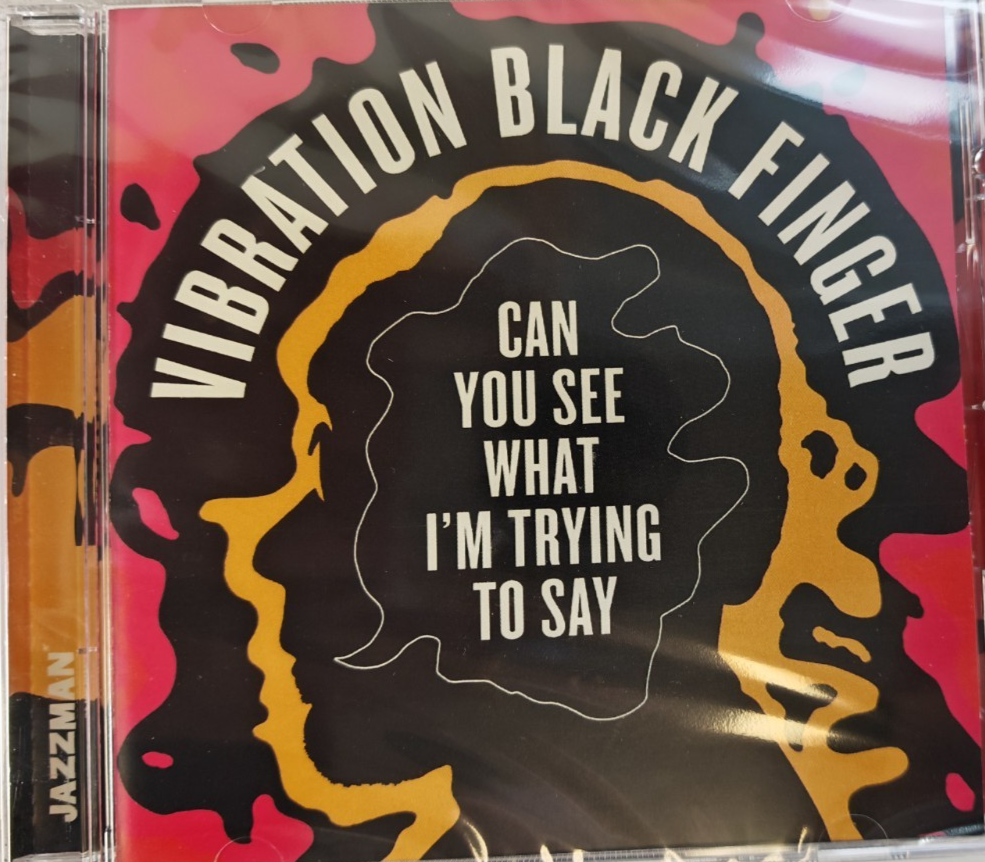 VIBRATION BLACK FINGER
CAN
YOU SEE
WHAT
I'M TRYING
TO SAY
JAZZMAN